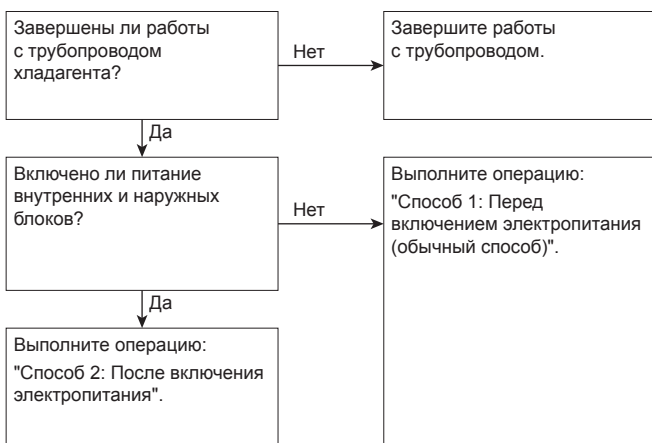 Завершены ли работы
с трубопроводом
хладагента?
Нет
Завершите работы
с трубопроводом.
Да
Включено ли питание
внутренних и наружных
блоков?
Нет
Выполните операцию:
"Способ 1: Перед
включением электропитания
(обычный способ)".
Да
Выполните операцию:
"Способ 2: После включения
электропитания".